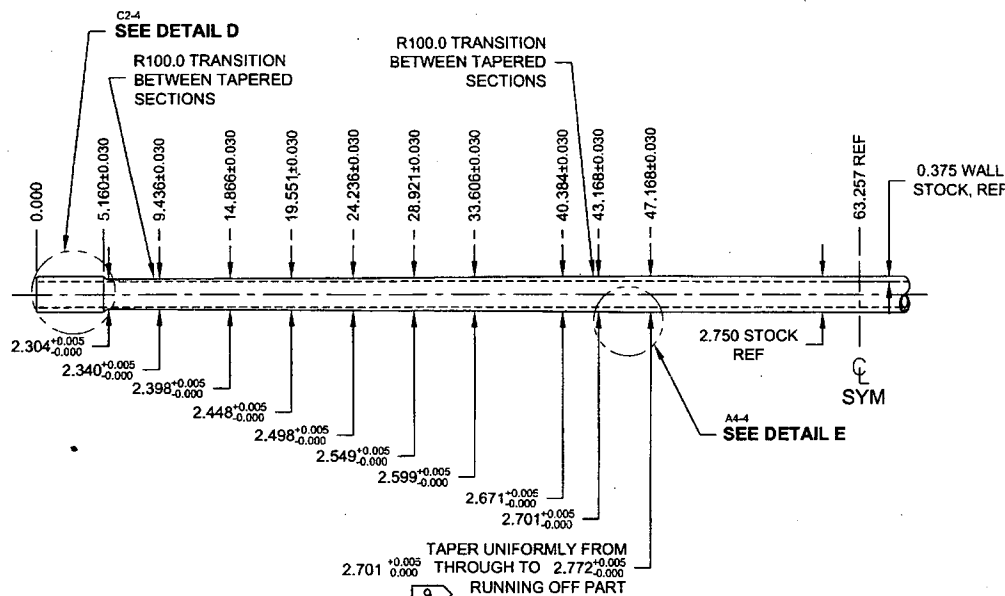 C2-4
SEE DETAIL D
R100.0 TRANSITION
BETWEEN TAPERED
SECTIONS
R100.0 TRANSITION
BETWEEN TAPERED
SECTIONS
0.000
5.160±0.030
9.436±0.030
14.866±0.030
19.551±0.030
24.236±0.030
28.921±0.030
33.606±0.030
40.384±0.030
43.168±0.030
47.168±0.030
63.257 REF
0.375 WALL
STOCK, REF
2.304 +0.005 -0.000
2.340 +0.005 -0.000
2.398 +0.005 -0.000
2.448 +0.005 -0.000
2.498 +0.005 -0.000
2.549 +0.005 -0.000
2.599 +0.005 -0.000
2.671 +0.005 -0.000
2.701 +0.005 -0.000
2.750 STOCK
REF
CL
SYM
A4-4
SEE DETAIL E
TAPER UNIFORMLY FROM
2.701 +0.005 0.000 THROUGH TO 2.772 +0.005 -0.000
RUNNING OFF PART
9